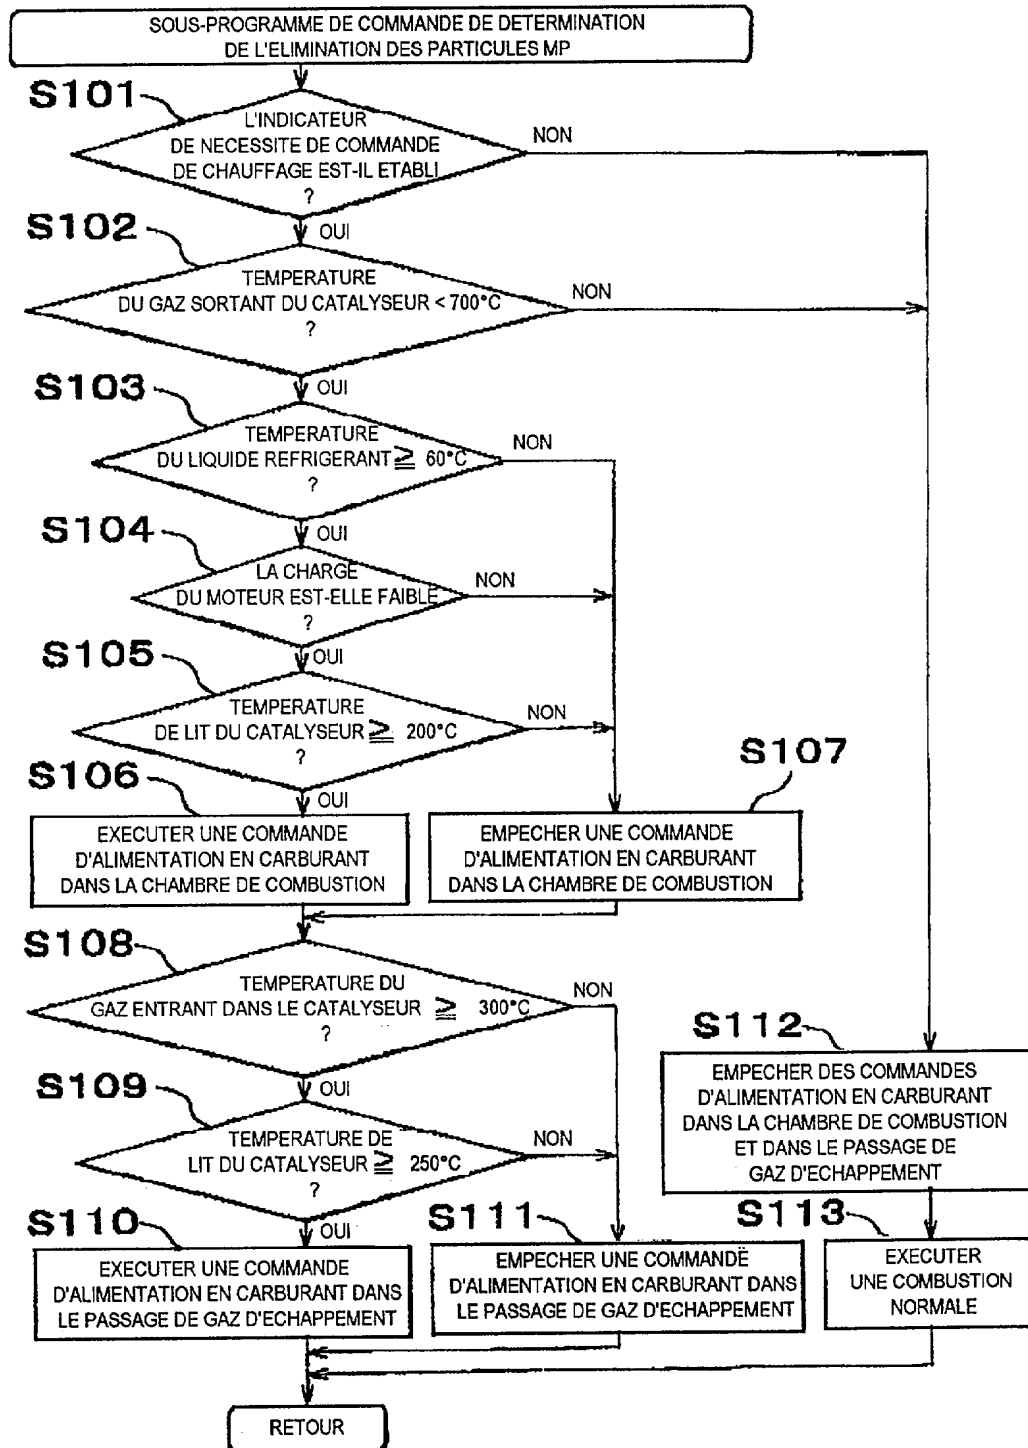 SOUS-PROGRAMME DE COMMANDE DE DETERMINATION
DE L'ELIMINATION DES PARTICULES MP
S101
L'INDICATEUR
DE NECESSITE DE COMMANDE
DE CHAUFFAGE EST-IL ETABLI
?
NON
OUI
S102
TEMPERATURE
DU GAZ SORTANT DU CATALYSEUR < 700°C
?
NON
OUI
S103
TEMPERATURE
DU LIQUIDE REFRIGERANT ≧ 60°C
?
NON
OUI
S104
LA CHARGE
DU MOTEUR EST-ELLE FAIBLE
?
NON
OUI
S105
TEMPERATURE
DE LIT DU CATALYSEUR ≧ 200°C
?
NON
OUI
S106
EXECUTER UNE COMMANDE
D'ALIMENTATION EN CARBURANT
DANS LA CHAMBRE DE COMBUSTION
S107
EMPECHER UNE COMMANDE
D'ALIMENTATION EN CARBURANT
DANS LA CHAMBRE DE COMBUSTION
S108
TEMPERATURE DU
GAZ ENTRANT DANS LE CATALYSEUR ≧ 300°C
?
NON
OUI
S109
TEMPERATURE DE
LIT DU CATALYSEUR ≧ 250°C
?
NON
OUI
S110
EXECUTER UNE COMMANDE
D'ALIMENTATION EN CARBURANT DANS
LE PASSAGE DE GAZ D'ECHAPPEMENT
S111
EMPECHER UNE COMMANDE
D'ALIMENTATION EN CARBURANT DANS
LE PASSAGE DE GAZ D'ECHAPPEMENT
S112
EMPECHER DES COMMANDES
D'ALIMENTATION EN CARBURANT
DANS LA CHAMBRE DE COMBUSTION
ET DANS LE PASSAGE DE
GAZ D'ECHAPPEMENT
S113
EXECUTER
UNE COMBUSTION
NORMALE
RETOUR